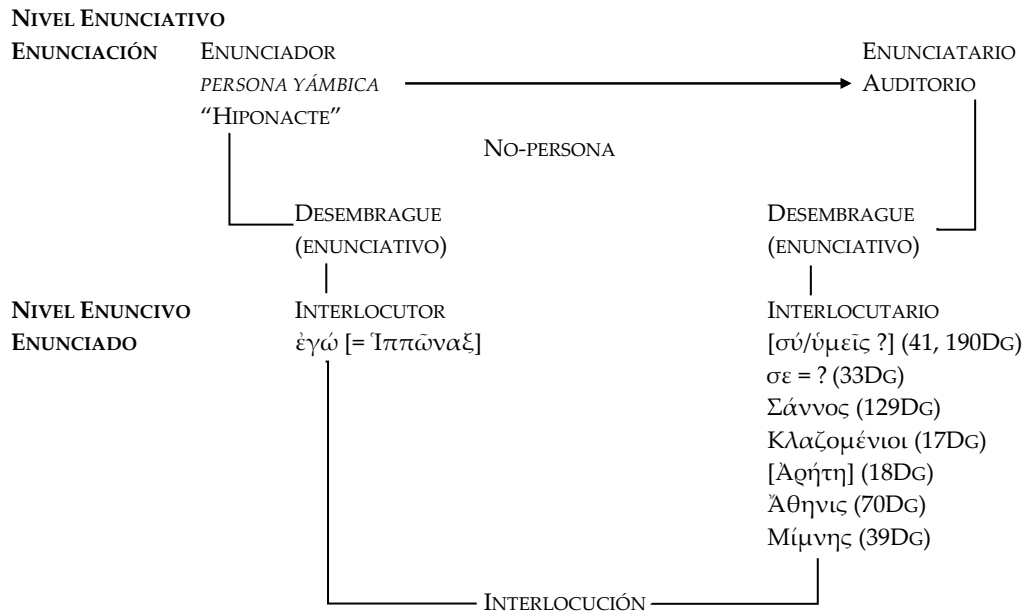 NIVEL ENUNCIATIVO
ENUNCIACIÓN ENUNCIADOR ENUNCIATARIO
PERSONA YÁMBICA AUDITORIO
“HIPONACTE”
NO-PERSONA
DESEMBRAGUE DESEMBRAGUE
(ENUNCIATIVO) (ENUNCIATIVO)
NIVEL ENUNCIVO INTERLOCUTOR INTERLOCUTARIO
ENUNCIADO ἐγώ [= Ἱππῶναξ] [σύ/ὑμεῖς ?] (41, 190DG)
σε = ? (33DG)
Σάννος (129DG)
Κλαζομένιοι (17DG)
[Ἀρήτη] (18DG)
Ἄθηνις (70DG)
Μίμνης (39DG)
INTERLOCUCIÓN